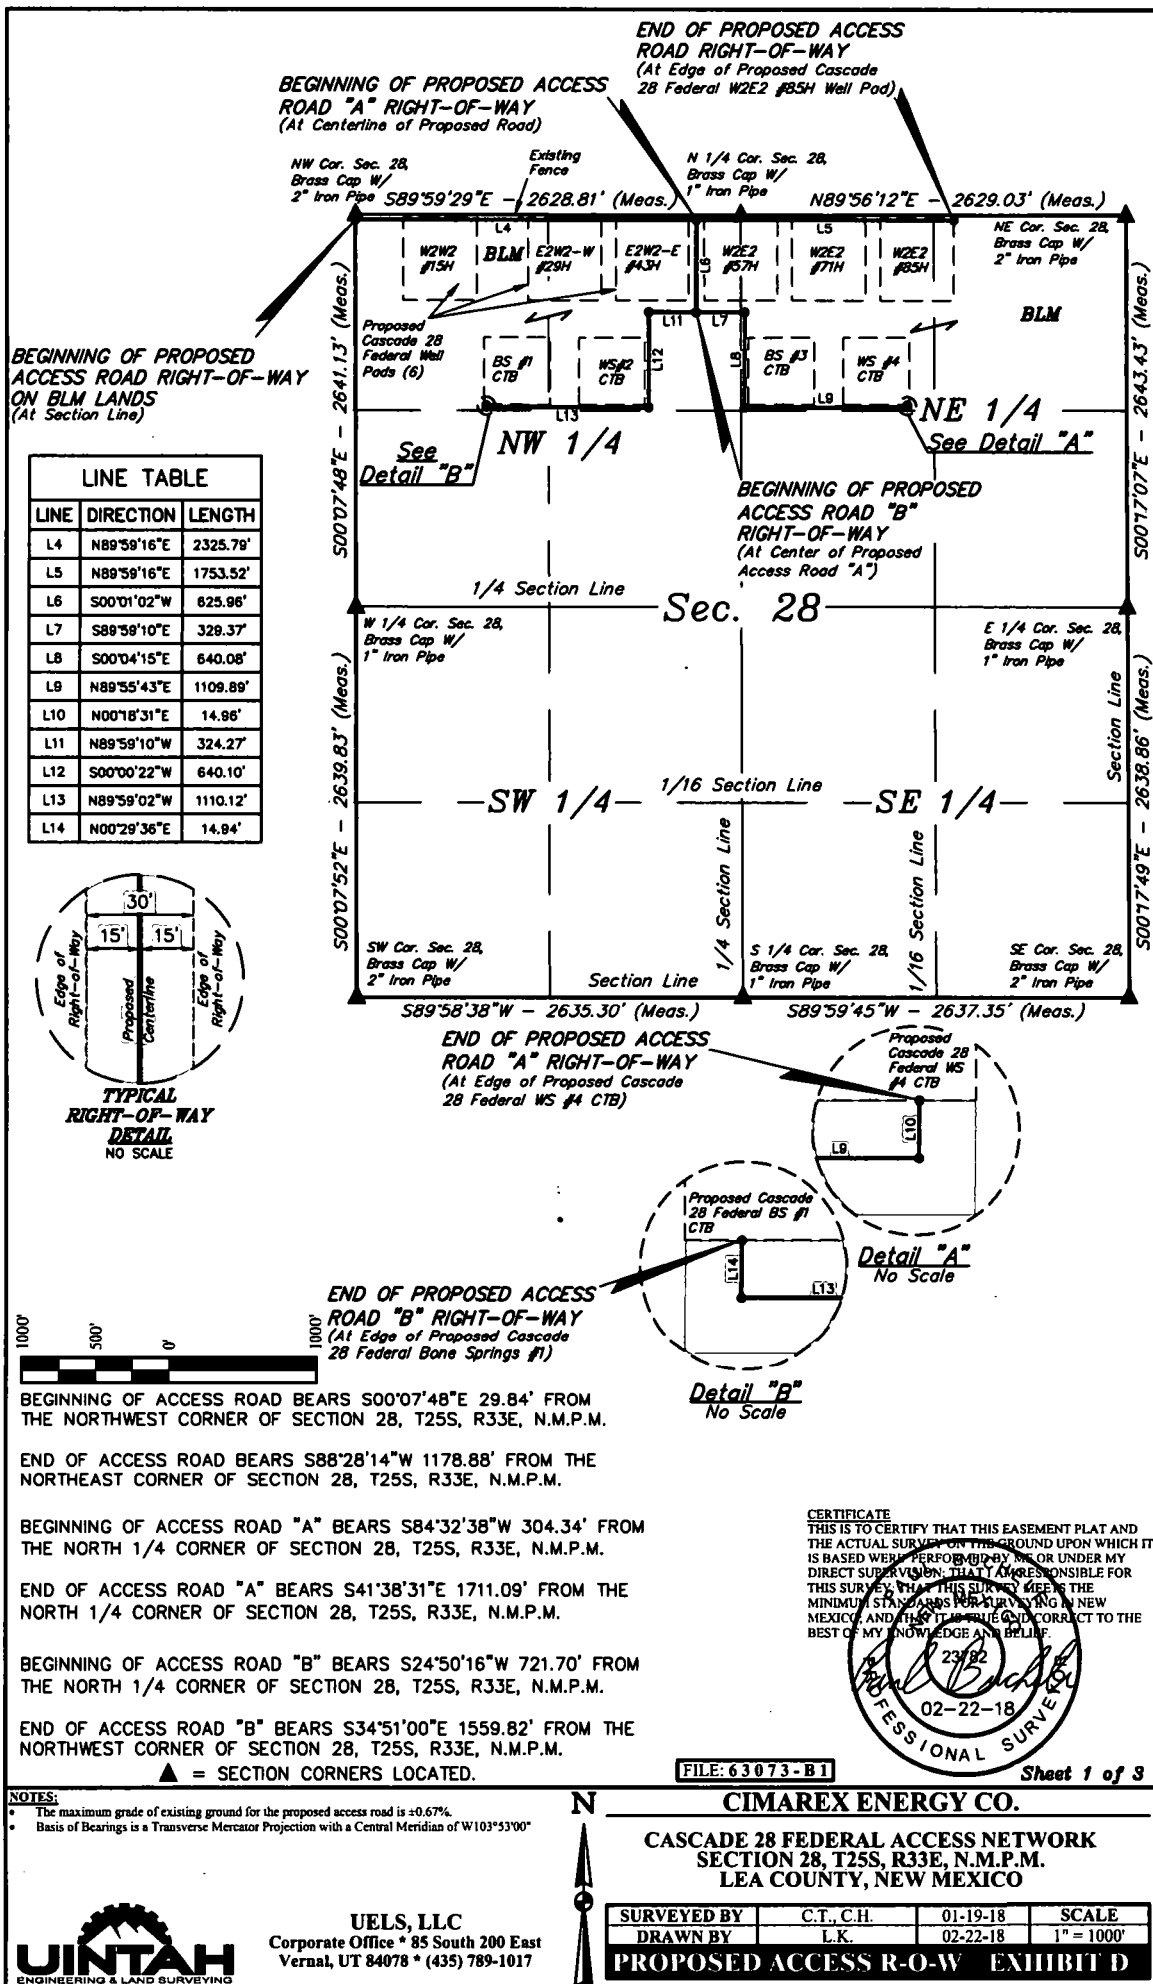 END OF PROPOSED ACCESS
ROAD RIGHT-OF-WAY
(At Edge of Proposed Cascade
28 Federal W2E2 #85H Well Pad)
BEGINNING OF PROPOSED ACCESS
ROAD "A" RIGHT-OF-WAY
(At Centerline of Proposed Road)
NW Cor. Sec. 28,
Brass Cap W/
2" Iron Pipe
Existing
Fence
N 1/4 Cor. Sec. 28,
Brass Cap W/
1" Iron Pipe
S89°59'29"E - 2628.81' (Meas.)
N89°56'12"E - 2629.03' (Meas.)
NE Cor. Sec. 28,
Brass Cap W/
2" Iron Pipe
L4
L5
W2W2
#15H
BLM
E2W2-W
#29H
E2W2-E
#43H
L6
W2E2
#57H
W2E2
#71H
W2E2
#85H
BLM
Proposed
Cascade 28
Federal Well
Pads (6)
L11
L7
BS #1
CTB
WS#2
CTB
L12
L8
BS #3
CTB
WS #4
CTB
L13
L9
S00°07'48"E - 2641.13' (Meas.)
S00°17'07"E - 2643.43' (Meas.)
BEGINNING OF PROPOSED
ACCESS ROAD RIGHT-OF-WAY
ON BLM LANDS
(At Section Line)
See
Detail "B"
NW 1/4
NE 1/4
See Detail "A"
BEGINNING OF PROPOSED
ACCESS ROAD "B"
RIGHT-OF-WAY
(At Center of Proposed
Access Road "A")
LINE TABLE
LINE DIRECTION LENGTH
L4 N89°59'16"E 2325.79'
L5 N89°59'16"E 1753.52'
L6 S00°01'02"W 625.96'
L7 S89°59'10"E 329.37'
L8 S00°04'15"E 640.08'
L9 N89°55'43"E 1109.89'
L10 N00°18'31"E 14.96'
L11 N89°59'10"W 324.27'
L12 S00°00'22"W 640.10'
L13 N89°59'02"W 1110.12'
L14 N00°29'36"E 14.94'
1/4 Section Line
Sec. 28
W 1/4 Cor. Sec. 28,
Brass Cap W/
1" Iron Pipe
E 1/4 Cor. Sec. 28,
Brass Cap W/
1" Iron Pipe
S00°07'52"E - 2639.83' (Meas.)
S00°17'49"E - 2638.86' (Meas.)
Section Line
1/16 Section Line
SW 1/4
SE 1/4
1/4 Section Line
1/16 Section Line
SW Cor. Sec. 28,
Brass Cap W/
2" Iron Pipe
Section Line
S 1/4 Cor. Sec. 28,
Brass Cap W/
1" Iron Pipe
SE Cor. Sec. 28,
Brass Cap W/
2" Iron Pipe
S89°58'38"W - 2635.30' (Meas.)
S89°59'45"W - 2637.35' (Meas.)
30'
15'
15'
Edge of
Right-of-Way
Proposed
Centerline
Edge of
Right-of-Way
TYPICAL
RIGHT-OF-WAY
DETAIL
NO SCALE
END OF PROPOSED ACCESS
ROAD "A" RIGHT-OF-WAY
(At Edge of Proposed Cascade
28 Federal WS #4 CTB)
Proposed
Cascade 28
Federal WS
#4 CTB
L10
L9
Detail "A"
No Scale
Proposed Cascade
28 Federal BS #1
CTB
L14
L13
Detail "B"
No Scale
END OF PROPOSED ACCESS
ROAD "B" RIGHT-OF-WAY
(At Edge of Proposed Cascade
28 Federal Bone Springs #1)
1000'
500'
0'
1000'
BEGINNING OF ACCESS ROAD BEARS S00°07'48"E 29.84' FROM
THE NORTHWEST CORNER OF SECTION 28, T25S, R33E, N.M.P.M.
END OF ACCESS ROAD BEARS S88°28'14"W 1178.88' FROM THE
NORTHEAST CORNER OF SECTION 28, T25S, R33E, N.M.P.M.
BEGINNING OF ACCESS ROAD "A" BEARS S84°32'38"W 304.34' FROM
THE NORTH 1/4 CORNER OF SECTION 28, T25S, R33E, N.M.P.M.
END OF ACCESS ROAD "A" BEARS S41°38'31"E 1711.09' FROM THE
NORTH 1/4 CORNER OF SECTION 28, T25S, R33E, N.M.P.M.
BEGINNING OF ACCESS ROAD "B" BEARS S24°50'16"W 721.70' FROM
THE NORTH 1/4 CORNER OF SECTION 28, T25S, R33E, N.M.P.M.
END OF ACCESS ROAD "B" BEARS S34°51'00"E 1559.82' FROM THE
NORTHWEST CORNER OF SECTION 28, T25S, R33E, N.M.P.M.
▲ = SECTION CORNERS LOCATED.
CERTIFICATE
THIS IS TO CERTIFY THAT THIS EASEMENT PLAT AND
THE ACTUAL SURVEY ON THE GROUND UPON WHICH IT
IS BASED WERE PERFORMED BY ME OR UNDER MY
DIRECT SUPERVISION; THAT I AM RESPONSIBLE FOR
THIS SURVEY; THAT THIS SURVEY MEETS THE
MINIMUM STANDARDS FOR SURVEYING IN NEW
MEXICO, AND THAT IT IS TRUE AND CORRECT TO THE
BEST OF MY KNOWLEDGE AND BELIEF.
NEW MEXICO
23782
02-22-18
PROFESSIONAL SURVEYOR
FILE: 63073-B1
Sheet 1 of 3
NOTES:
• The maximum grade of existing ground for the proposed access road is ±0.67%.
• Basis of Bearings is a Transverse Mercator Projection with a Central Meridian of W103°53'00"
N
CIMAREX ENERGY CO.
CASCADE 28 FEDERAL ACCESS NETWORK
SECTION 28, T25S, R33E, N.M.P.M.
LEA COUNTY, NEW MEXICO
UINTAH
ENGINEERING & LAND SURVEYING
UELS, LLC
Corporate Office * 85 South 200 East
Vernal, UT 84078 * (435) 789-1017
SURVEYED BY C.T., C.H. 01-19-18 SCALE
DRAWN BY L.K. 02-22-18 1" = 1000'
PROPOSED ACCESS R-O-W EXHIBIT D